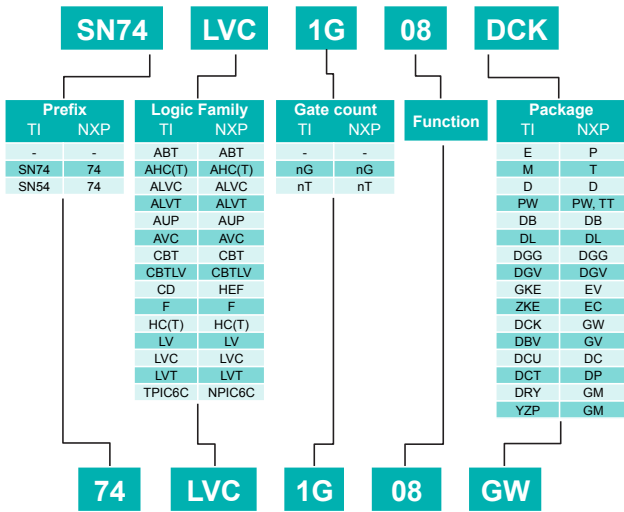 SN74 LVC 1G 08 DCK
Prefix
TI NXP
- -
SN74 74
SN54 74
Logic Family
TI NXP
ABT ABT
AHC(T) AHC(T)
ALVC ALVC
ALVT ALVT
AUP AUP
AVC AVC
CBT CBT
CBTLV CBTLV
CD HEF
F F
HC(T) HC(T)
LV LV
LVC LVC
LVT LVT
TPIC6C NPIC6C
Gate count
TI NXP
- -
nG nG
nT nT
Function
Package
TI NXP
E P
M T
D D
PW PW, TT
DB DB
DL DL
DGG DGG
DGV DGV
GKE EV
ZKE EC
DCK GW
DBV GV
DCU DC
DCT DP
DRY GM
YZP GM
74 LVC 1G 08 GW